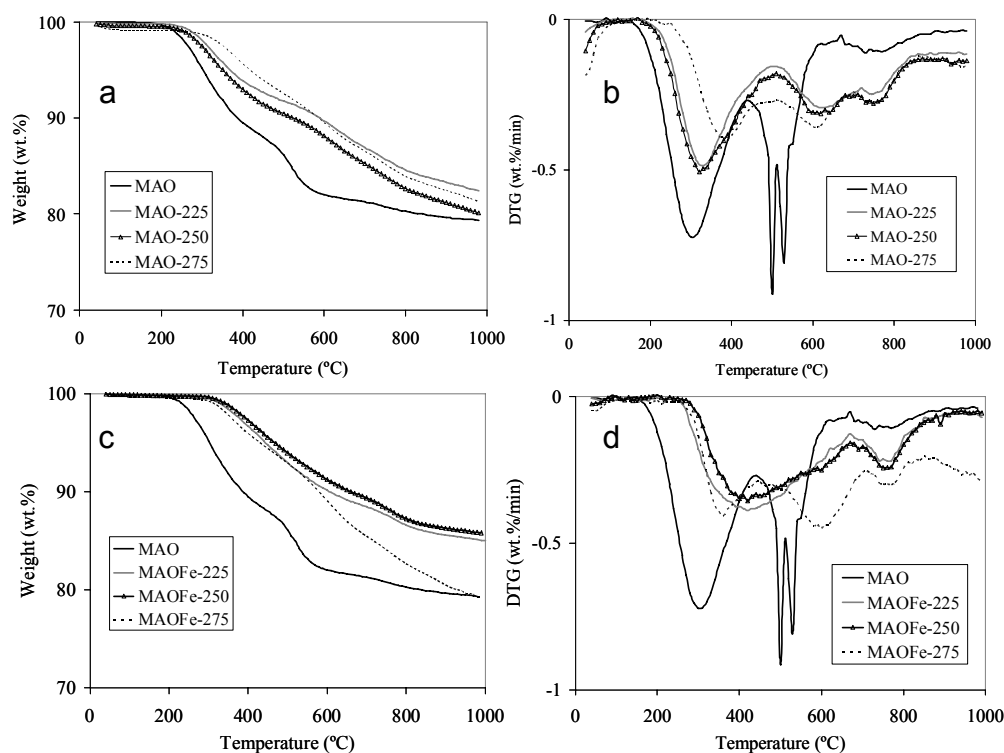 a
Weight (wt.%)
100
90
80
70
MAO
MAO-225
MAO-250
MAO-275
0 200 400 600 800 1000
Temperature (ºC)
b
DTG (wt.%/min)
0
-0.5
-1
MAO
MAO-225
MAO-250
MAO-275
0 200 400 600 800 1000
Temperature (ºC)
c
Weight (wt.%)
100
90
80
70
MAO
MAOFe-225
MAOFe-250
MAOFe-275
0 200 400 600 800 1000
Temperature (ºC)
d
DTG (wt.%/min)
0
-0.5
-1
MAO
MAOFe-225
MAOFe-250
MAOFe-275
0 200 400 600 800 1000
Temperature (ºC)